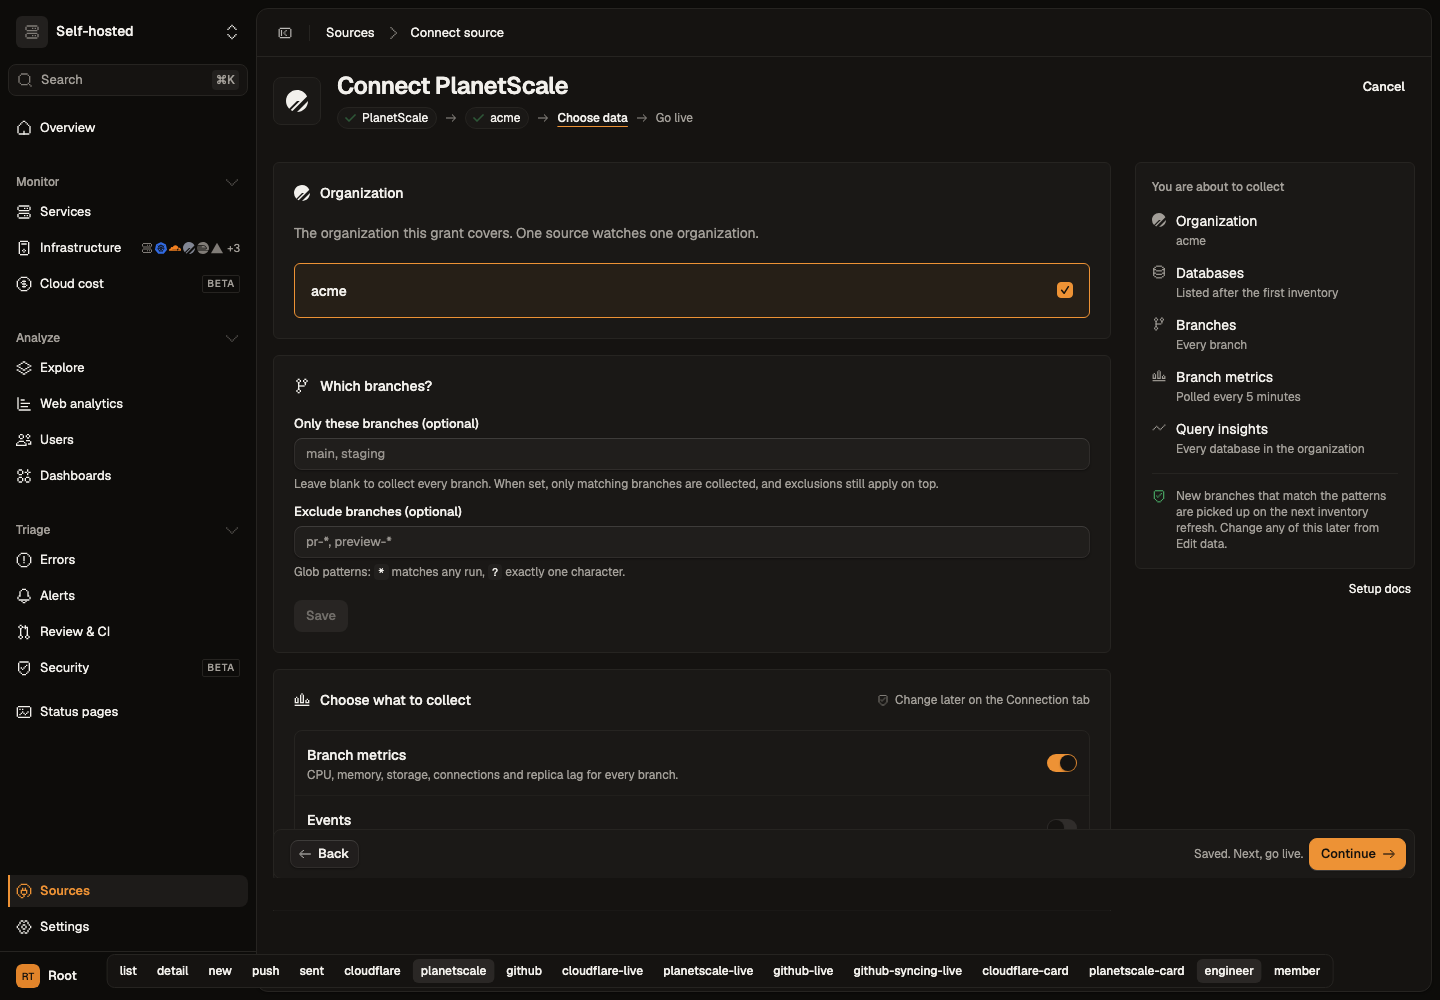 Self-hosted
Search
⌘K
Overview
Monitor
Services
Infrastructure
+3
Cloud cost
BETA
Analyze
Explore
Web analytics
Users
Dashboards
Triage
Errors
Alerts
Review & CI
Security
BETA
Status pages
Sources
Settings
RT
Root
Sources
Connect source
Connect PlanetScale
Cancel
PlanetScale → acme → Choose data → Go live
Organization
The organization this grant covers. One source watches one organization.
acme
Which branches?
Only these branches (optional)
main, staging
Leave blank to collect every branch. When set, only matching branches are collected, and exclusions still apply on top.
Exclude branches (optional)
pr-*, preview-*
Glob patterns: * matches any run, ? exactly one character.
Save
Choose what to collect
Change later on the Connection tab
Branch metrics
CPU, memory, storage, connections and replica lag for every branch.
Events
You are about to collect
Organization
acme
Databases
Listed after the first inventory
Branches
Every branch
Branch metrics
Polled every 5 minutes
Query insights
Every database in the organization
New branches that match the patterns
are picked up on the next inventory
refresh. Change any of this later from
Edit data.
Setup docs
← Back
Saved. Next, go live.
Continue →
list detail new push sent cloudflare planetscale github cloudflare-live planetscale-live github-live github-syncing-live cloudflare-card planetscale-card engineer member